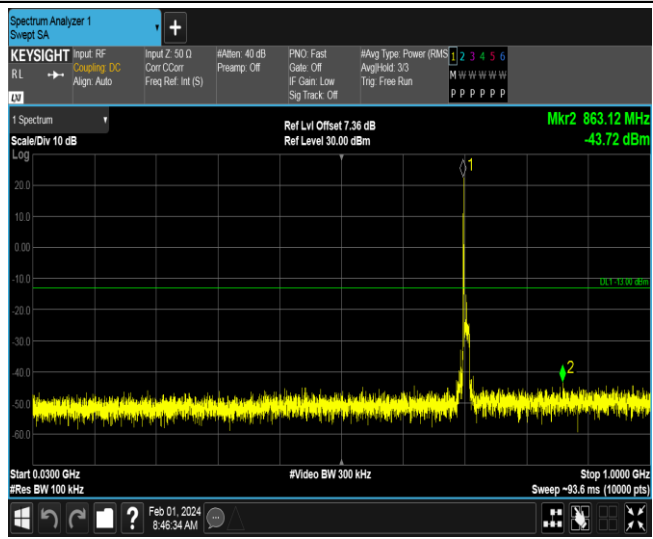 Spectrum Analyzer 1
Swept SA
+
KEYSIGHT
RL
LXI
Input: RF
Coupling: DC
Align: Auto
Input Z: 50 Ω
Corr CCorr
Freq Ref: Int (S)
#Atten: 40 dB
Preamp: Off
PNO: Fast
Gate: Off
IF Gain: Low
Sig Track: Off
#Avg Type: Power (RMS
Avg|Hold: 3/3
Trig: Free Run
1 2 3 4 5 6
M W W W W W
P P P P P P
1 Spectrum
Scale/Div 10 dB
Log
Ref Lvl Offset 7.36 dB
Ref Level 30.00 dBm
Mkr2 863.12 MHz
-43.72 dBm
1
20.0
10.0
0.00
-10.0
DL1 -13.00 dBm
-20.0
-30.0
-40.0
2
-50.0
-60.0
Start 0.0300 GHz
#Res BW 100 kHz
#Video BW 300 kHz
Stop 1.0000 GHz
Sweep ~93.6 ms (10000 pts)
?
Feb 01, 2024
8:46:34 AM